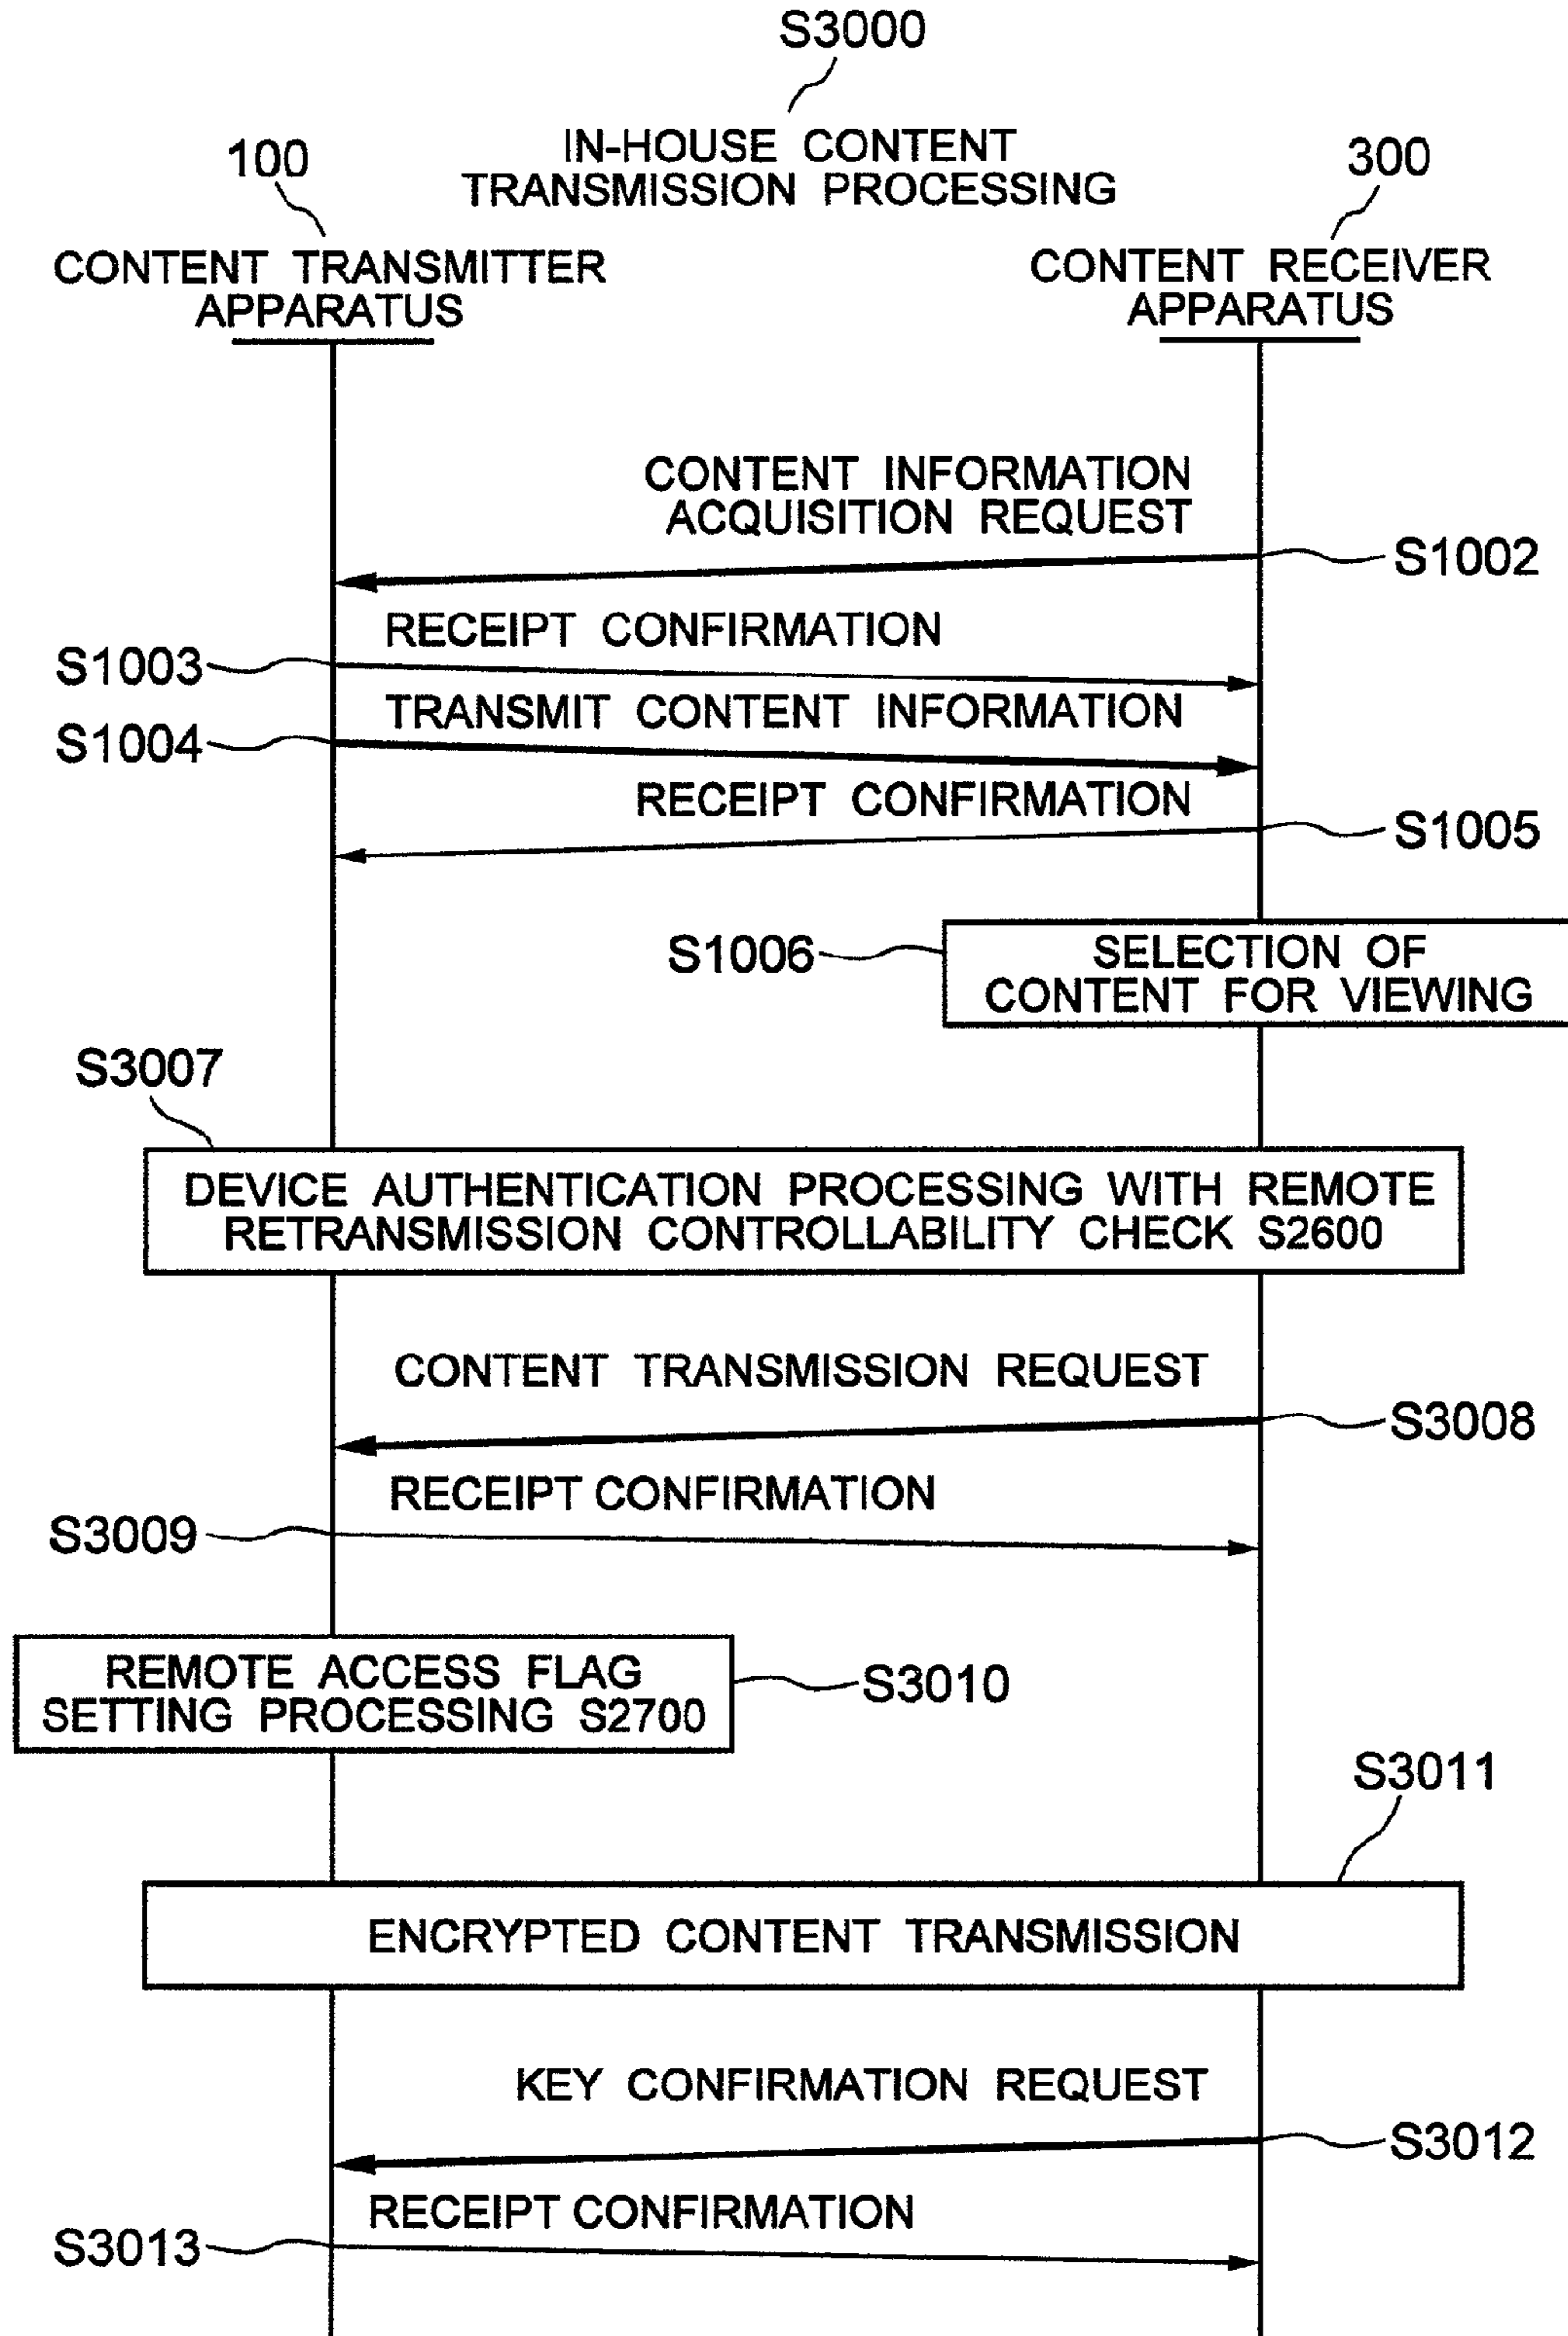 S3000
IN-HOUSE CONTENT
TRANSMISSION PROCESSING
100
CONTENT TRANSMITTER
APPARATUS
300
CONTENT RECEIVER
APPARATUS
CONTENT INFORMATION
ACQUISITION REQUEST
S1002
RECEIPT CONFIRMATION
S1003
TRANSMIT CONTENT INFORMATION
S1004
RECEIPT CONFIRMATION
S1005
S1006
SELECTION OF
CONTENT FOR VIEWING
S3007
DEVICE AUTHENTICATION PROCESSING WITH REMOTE
RETRANSMISSION CONTROLLABILITY CHECK S2600
CONTENT TRANSMISSION REQUEST
S3008
RECEIPT CONFIRMATION
S3009
REMOTE ACCESS FLAG
SETTING PROCESSING S2700
S3010
S3011
ENCRYPTED CONTENT TRANSMISSION
KEY CONFIRMATION REQUEST
S3012
RECEIPT CONFIRMATION
S3013